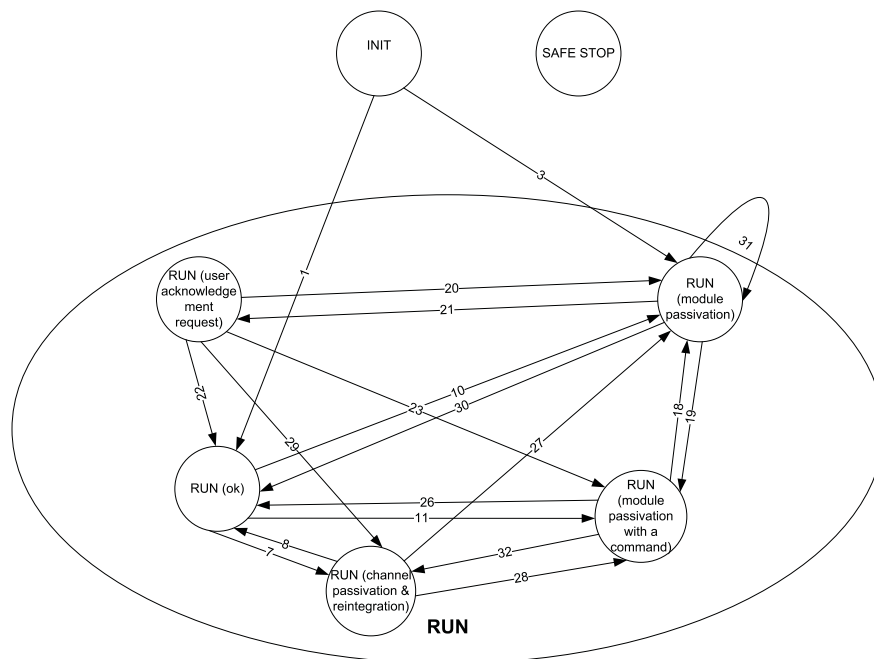 INIT
SAFE STOP
3
31
1
RUN (user
acknowledge
ment
request)
RUN
(module
passivation)
20
21
22
10
30
23
18
19
29
27
RUN (ok)
RUN
(module
passivation
with a
command)
26
11
8
7
32
28
RUN (channel
passivation &
reintegration)
RUN